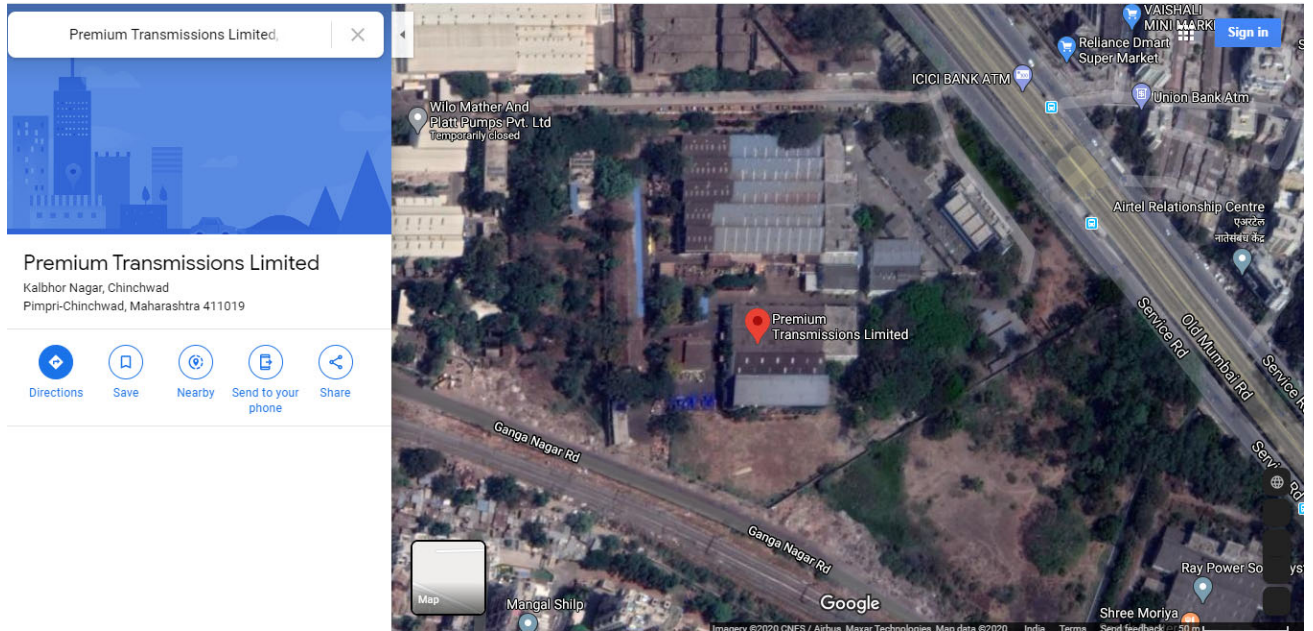 Premium Transmissions Limited,
Premium Transmissions Limited
Kalbhor Nagar, Chinchwad
Pimpri-Chinchwad, Maharashtra 411019
Directions
Save
Nearby
Send to your
phone
Share
VAISHALI
MINI MARK
Sign in
Reliance Dmart
Super Market
ICICI BANK ATM
Union Bank Atm
Wilo Mather And
Platt Pumps Pvt. Ltd
Temporarily closed
Airtel Relationship Centre
एअरटेल
नातेसंबंध केंद्र
Premium
Transmissions Limited
Service Rd
Old Mumbai Rd
Service R
Service Rd
Ganga Nagar Rd
Ganga Nagar Rd
Map
Mangal Shilp
Google
Ray Power So
Shree Moriya
Imagery ©2020 CNES / Airbus, Maxar Technologies, Map data ©2020 India Terms Send feedback 50 m